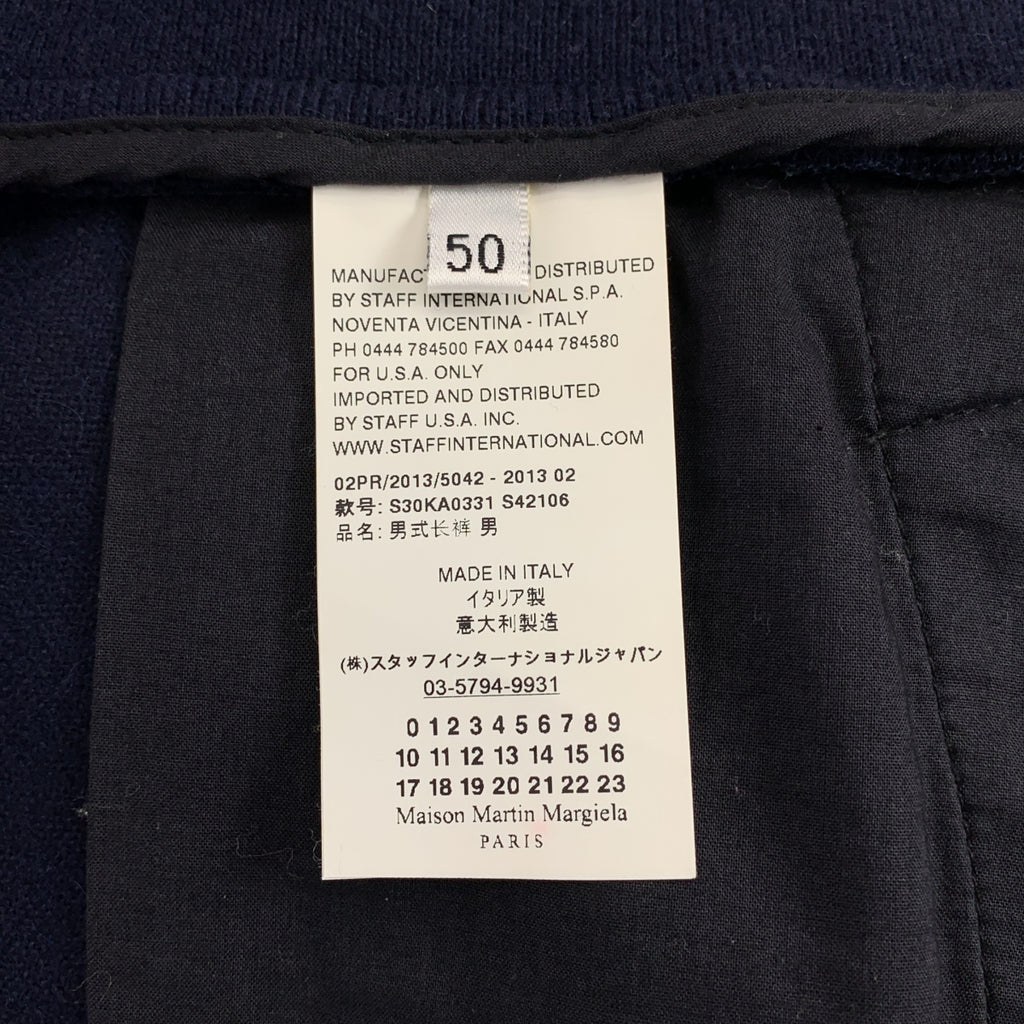 50
MANUFAC DISTRIBUTED
BY STAFF INTERNATIONAL S.P.A.
NOVENTA VICENTINA - ITALY
PH 0444 784500 FAX 0444 784580
FOR U.S.A. ONLY
IMPORTED AND DISTRIBUTED
BY STAFF U.S.A. INC.
WWW.STAFFINTERNATIONAL.COM
02PR/2013/5042 - 2013 02
款号: S30KA0331 S42106
品名: 男式长裤 男
MADE IN ITALY
イタリア製
意大利製造
(株)スタッフインターナショナルジャパン
03-5794-9931
0 1 2 3 4 5 6 7 8 9
10 11 12 13 14 15 16
17 18 19 20 21 22 23
Maison Martin Margiela
PARIS